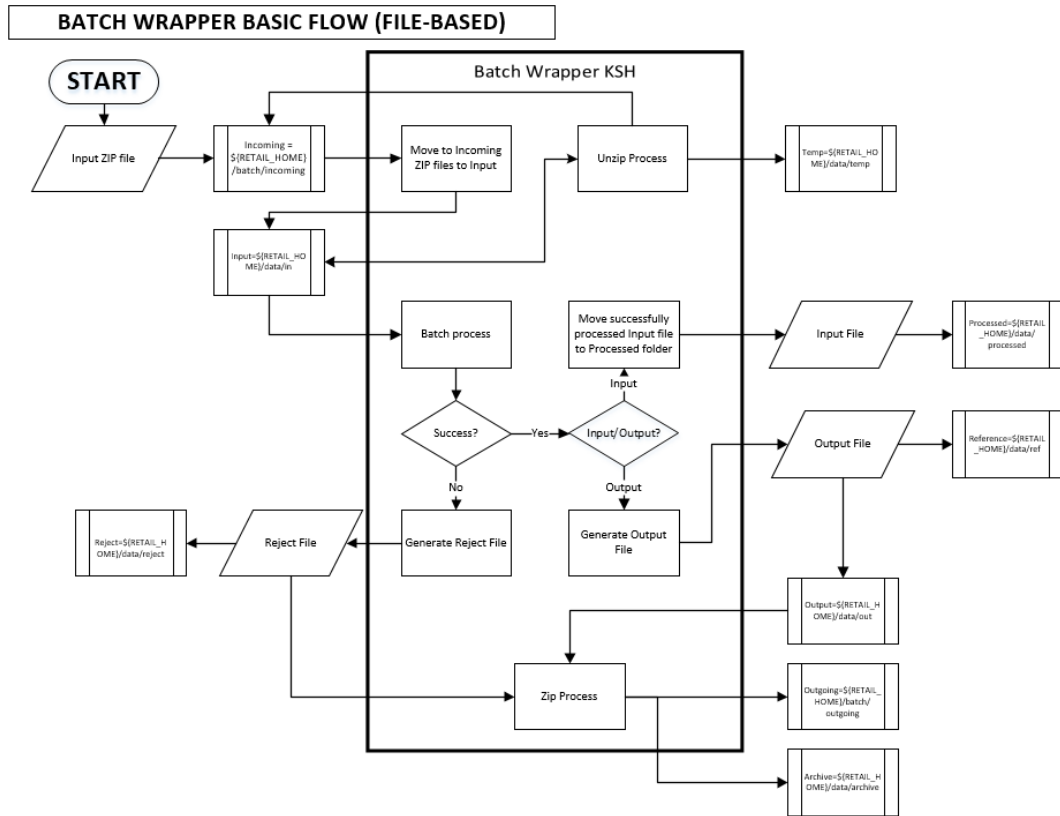 BATCH WRAPPER BASIC FLOW (FILE-BASED)
Batch Wrapper KSH
START
Input ZIP file
Incoming =
${RETAIL_HOME}
/batch/incoming
Move to Incoming
ZIP files to Input
Unzip Process
Temp=${RETAIL_HO
ME}/data/temp
Input=${RETAIL_HO
ME}/data/in
Batch process
Move successfully
processed Input file
to Processed folder
Input File
Processed=${RETAIL
_HOME}/data/
processed
Input
Success?
Yes
Input/Output?
Output File
Reference=${RETAIL
_HOME}/data/ref
No
Output
Reject=${RETAIL_H
OME}/data/reject
Reject File
Generate Reject File
Generate Output
File
Output=${RETAIL_H
OME}/data/out
Zip Process
Outgoing=${RETAIL_
HOME}/batch/
outgoing
Archive=${RETAIL_H
OME}/data/archive